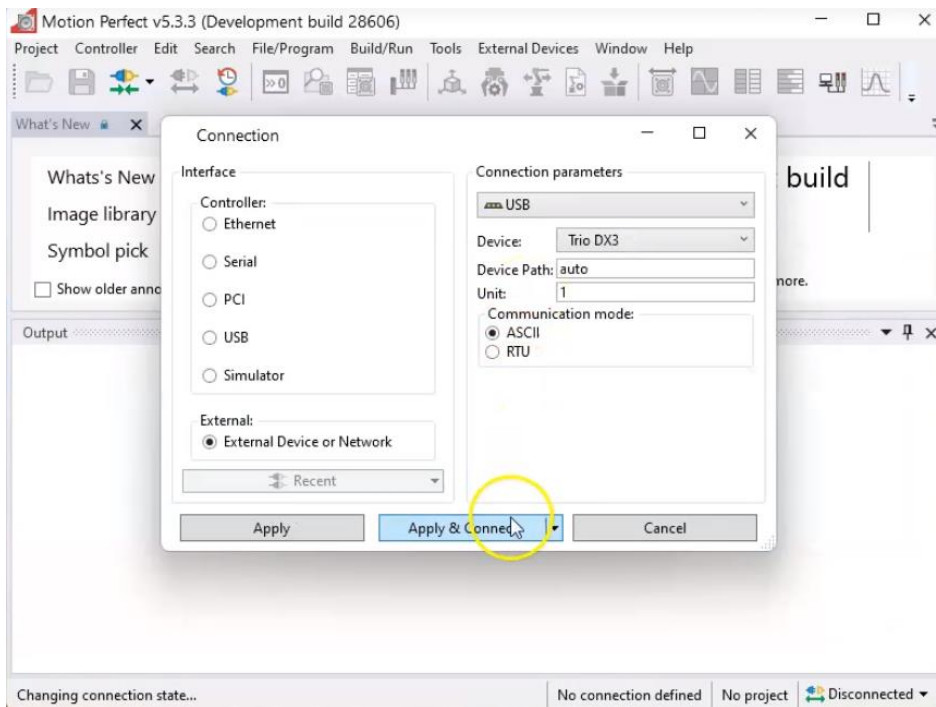 Motion Perfect v5.3.3 (Development build 28606)
Project Controller Edit Search File/Program Build/Run Tools External Devices Window Help
What's New
Whats's New
Image library
Symbol pick
Show older anno
build
more.
Output
Connection
Interface
Controller:
Ethernet
Serial
PCI
USB
Simulator
External:
External Device or Network
Recent
Connection parameters
USB
Device: Trio DX3
Device Path: auto
Unit: 1
Communication mode:
ASCII
RTU
Apply
Apply & Connect
Cancel
Changing connection state...
No connection defined
No project
Disconnected